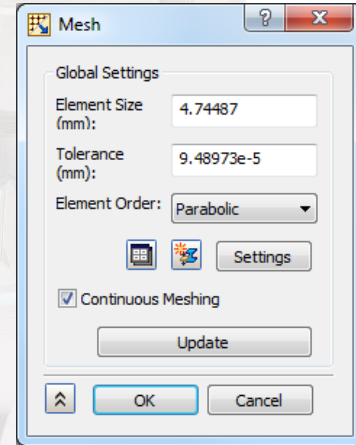 Mesh
?
X
Global Settings
Element Size
(mm):
4.74487
Tolerance
(mm):
9.48973e-5
Element Order:
Parabolic
Settings
Continuous Meshing
Update
OK
Cancel